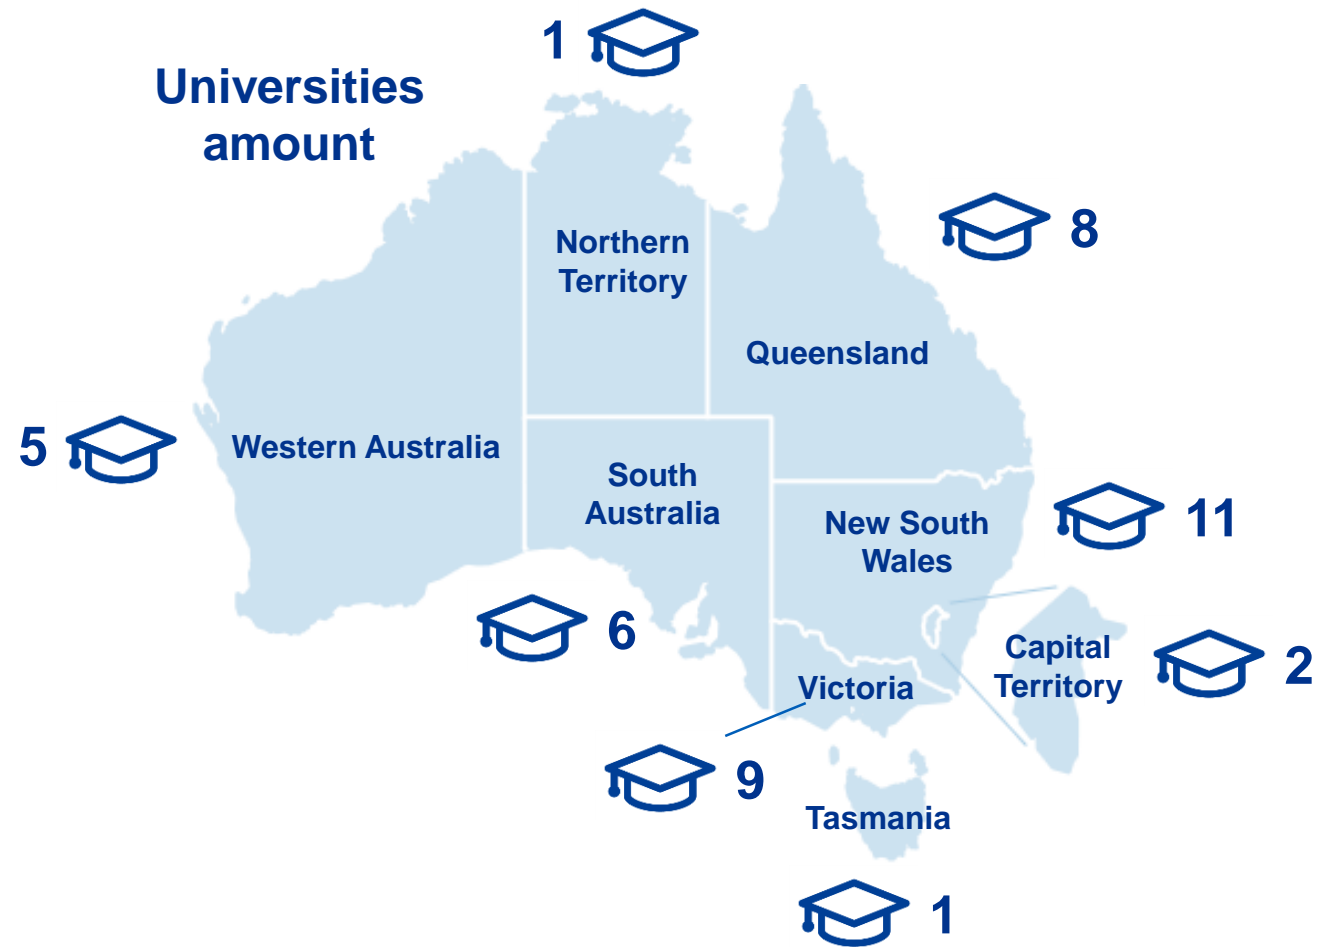 1
Universities
amount
8
Northern
Territory
Queensland
5
Western Australia
South
Australia
11
New South
Wales
6
Capital
Territory
2
Victoria
9
Tasmania
1